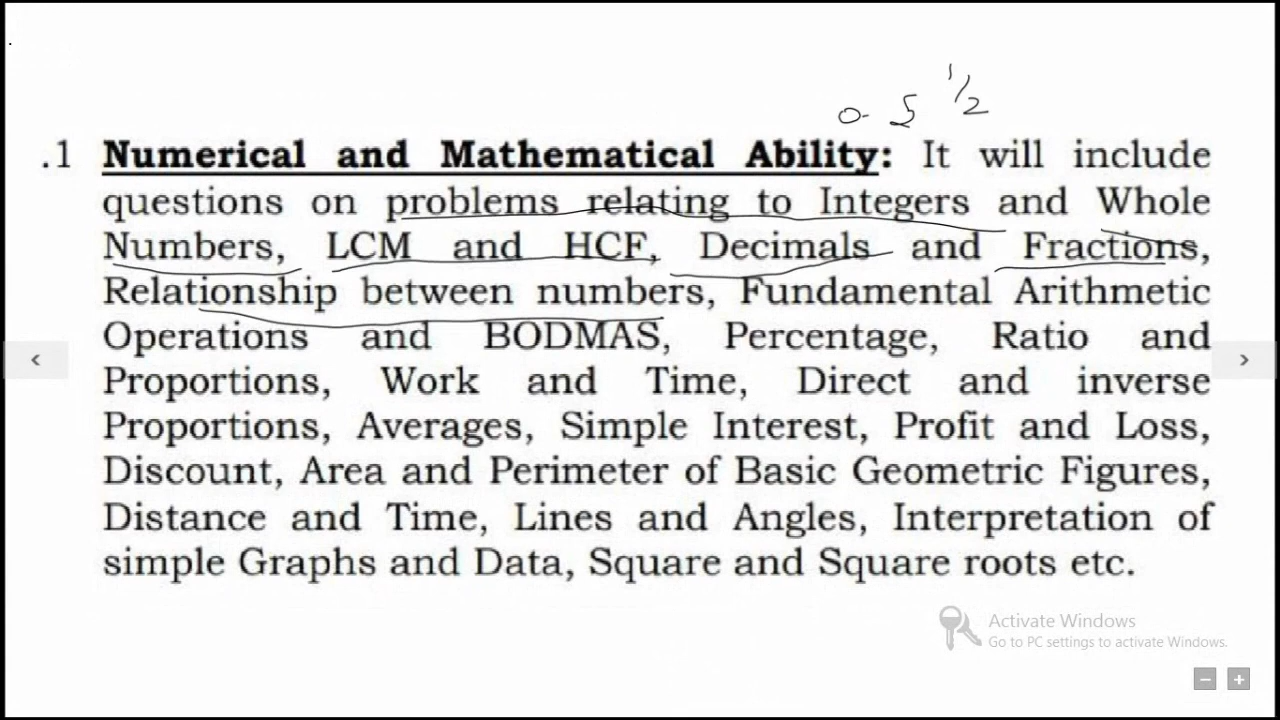 0.5 1/2
.1 Numerical and Mathematical Ability: It will include
questions on problems relating to Integers and Whole
Numbers, LCM and HCF, Decimals and Fractions,
Relationship between numbers, Fundamental Arithmetic
Operations and BODMAS, Percentage, Ratio and
Proportions, Work and Time, Direct and inverse
Proportions, Averages, Simple Interest, Profit and Loss,
Discount, Area and Perimeter of Basic Geometric Figures,
Distance and Time, Lines and Angles, Interpretation of
simple Graphs and Data, Square and Square roots etc.
Activate Windows
Go to PC settings to activate Windows.